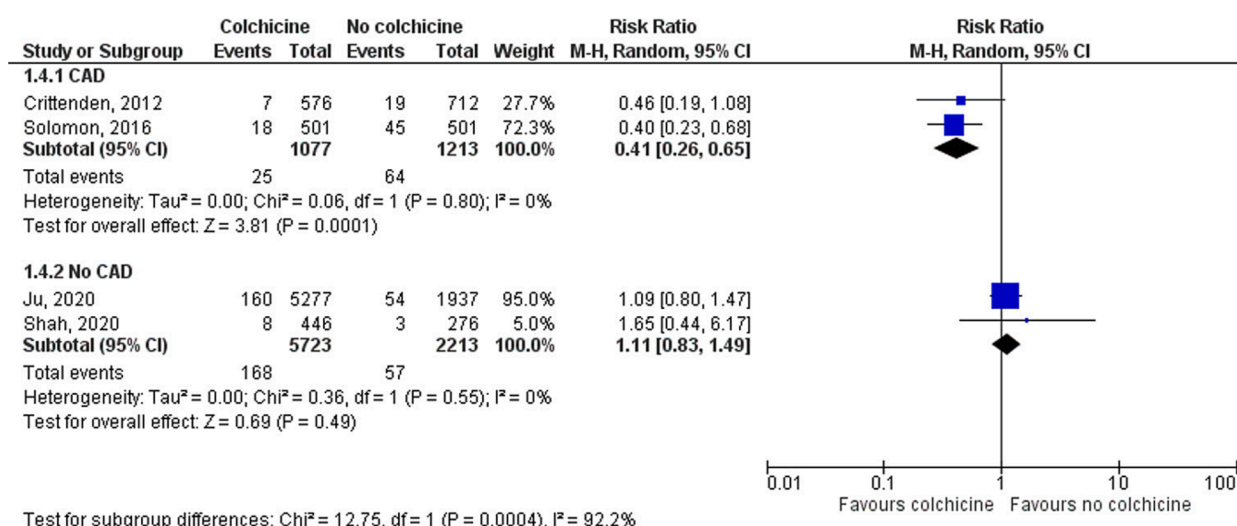 Colchicine No colchicine Risk Ratio Risk Ratio
Study or Subgroup Events Total Events Total Weight M-H, Random, 95% CI M-H, Random, 95% CI
1.4.1 CAD
Crittenden, 2012 7 576 19 712 27.7% 0.46 [0.19, 1.08]
Solomon, 2016 18 501 45 501 72.3% 0.40 [0.23, 0.68]
Subtotal (95% CI) 1077 1213 100.0% 0.41 [0.26, 0.65]
Total events 25 64
Heterogeneity: Tau² = 0.00; Chi² = 0.06, df = 1 (P = 0.80); I² = 0%
Test for overall effect: Z = 3.81 (P = 0.0001)
1.4.2 No CAD
Ju, 2020 160 5277 54 1937 95.0% 1.09 [0.80, 1.47]
Shah, 2020 8 446 3 276 5.0% 1.65 [0.44, 6.17]
Subtotal (95% CI) 5723 2213 100.0% 1.11 [0.83, 1.49]
Total events 168 57
Heterogeneity: Tau² = 0.00; Chi² = 0.36, df = 1 (P = 0.55); I² = 0%
Test for overall effect: Z = 0.69 (P = 0.49)
0.01 0.1 1 10 100
Favours colchicine Favours no colchicine
Test for subgroup differences: Chi² = 12.75, df = 1 (P = 0.0004), I² = 92.2%